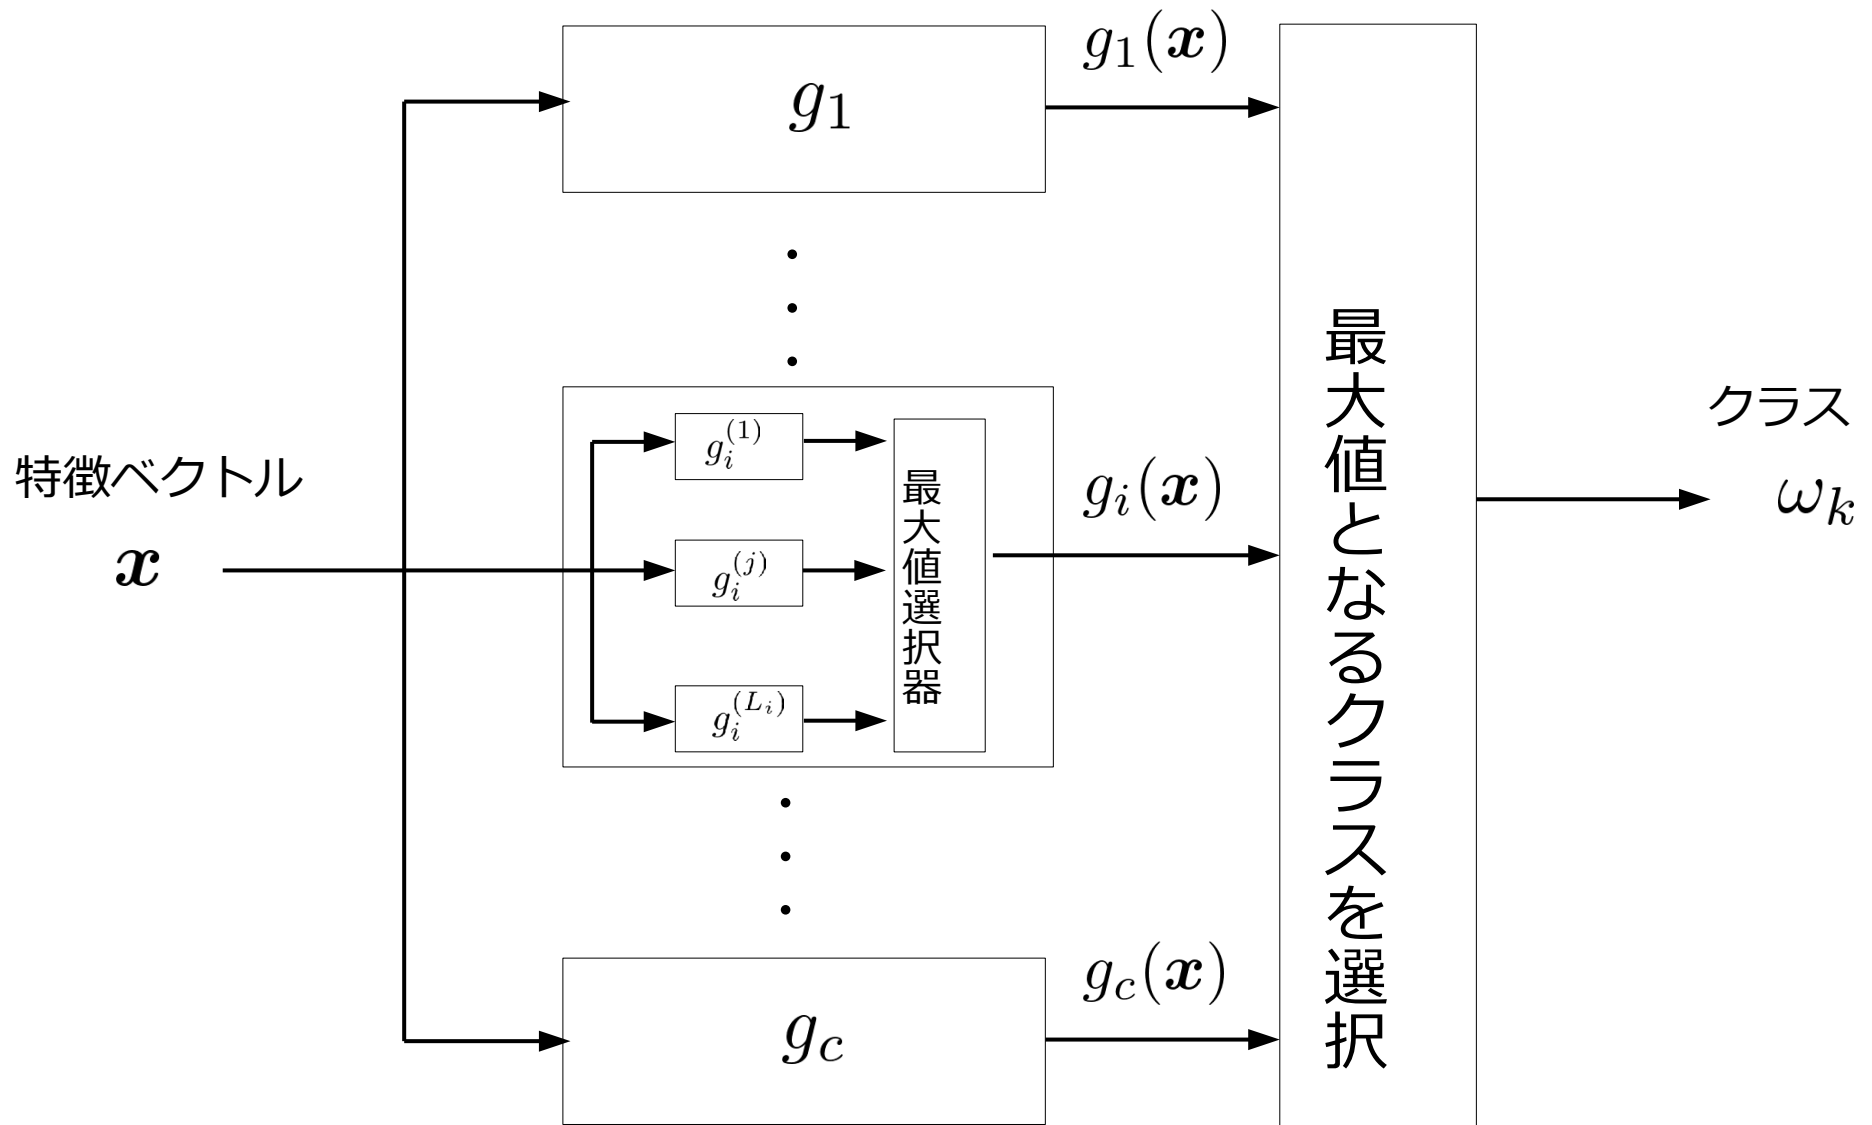 特徴ベクトル
x
g_1
g_1(x)
g_i^{(1)}
g_i^{(j)}
g_i^{(L_i)}
最大値選択器
g_i(x)
g_c
g_c(x)
最大値となるクラスを選択
クラス
ω_k